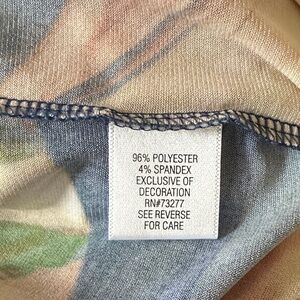 96% POLYESTER
4% SPANDEX
EXCLUSIVE OF
DECORATION
RN#73277
SEE REVERSE
FOR CARE